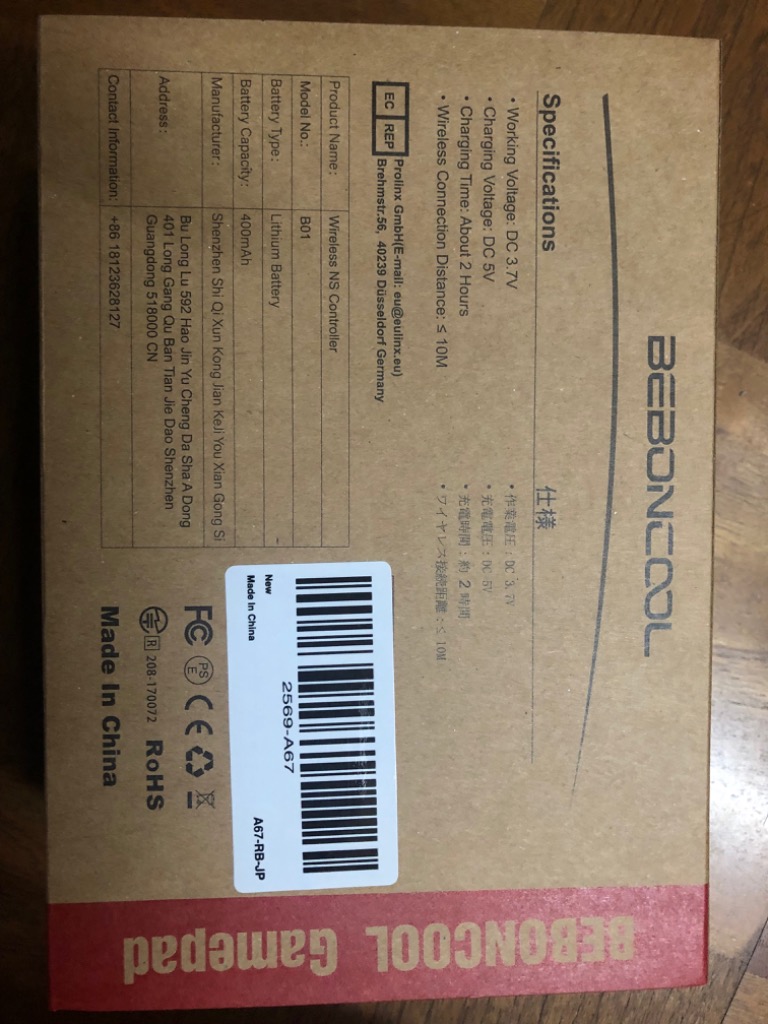 BEBONCOOL
Specifications
• Working Voltage: DC 3.7V
• Charging Voltage: DC 5V
• Charging Time: About 2 Hours
• Wireless Connection Distance: ≤ 10M
仕様
• 作業電圧：DC 3.7V
• 充電電圧：DC 5V
• 充電時間：約 2 時間
• ワイヤレス接続距離：≤ 10M
EC REP
Prolinx GmbH(E-mail: eu@eulinx.eu)
Brehmstr.56, 40239 Düsseldorf Germany
Product Name: Wireless NS Controller
Model No.: B01
Battery Type: Lithium Battery
Battery Capacity: 400mAh
Manufacturer: Shenzhen Shi Qi Xun Kong Jian KeJi You Xian Gong Si
Address: Bu Long Lu 592 Hao Jin Yu Cheng Da Sha A Dong
401 Long Gang Qu Ban Tian Jie Dao Shenzhen
Guangdong 518000 CN
Contact Information: +86 18123628127
2569-A67
New
Made In China
A67-RB-JP
FC PS E CE
R 208-170072 RoHS
Made In China
BEBONCOOL Gamepad